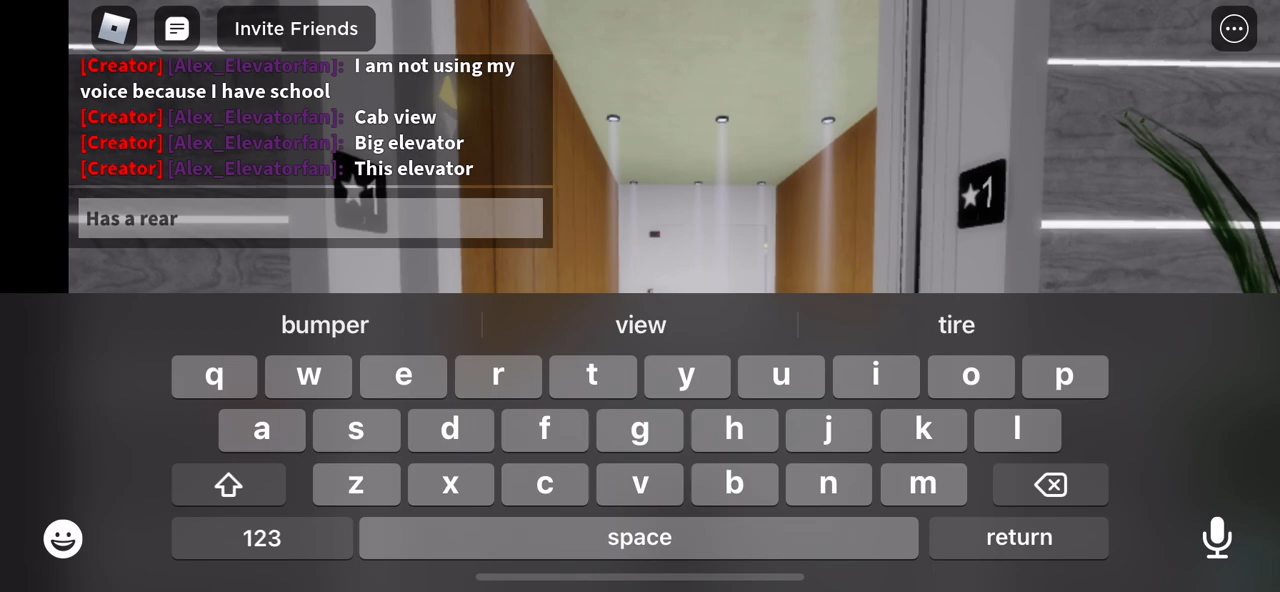 Invite Friends
[Creator] [Alex_Elevatorfan]: I am not using my
voice because I have school
[Creator] [Alex_Elevatorfan]: Cab view
[Creator] [Alex_Elevatorfan]: Big elevator
[Creator] [Alex_Elevatorfan]: This elevator
★1
★1
Has a rear
bumper view tire
q w e r t y u i o p
a s d f g h j k l
z x c v b n m
123 space return